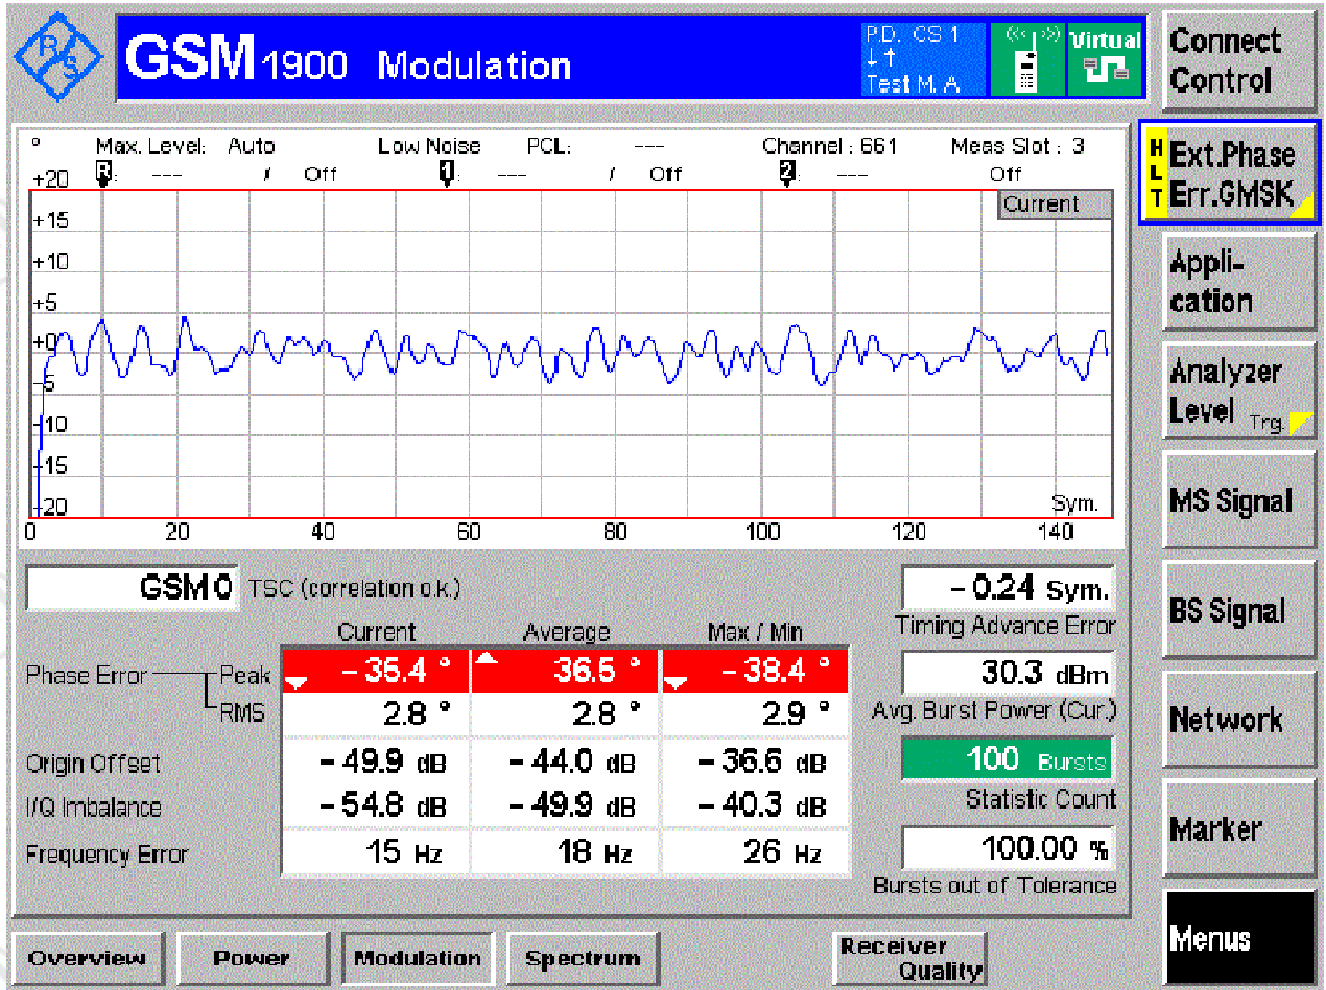 R S
GSM 1900 Modulation
P.D. CS 1
Test M. A.
Virtual
Connect
Control
° Max. Level: Auto Low Noise PCL: --- Channel : 661 Meas Slot : 3
R: --- / Off 1: --- / Off 2: --- Off
Current
+20
+15
+10
+5
+0
-5
-10
-15
-20
Sym.
0 20 40 60 80 100 120 140
HLT
Ext.Phase
Err.GMSK
Appli-
cation
Analyzer
Level Trg.
MS Signal
BS Signal
Network
Marker
Menus
GSM 0 TSC (correlation o.k.)
- 0.24 Sym.
Timing Advance Error
Current Average Max / Min
Phase Error Peak - 35.4 ° 36.5 ° - 38.4 °
RMS 2.8 ° 2.8 ° 2.9 °
30.3 dBm
Avg. Burst Power (Cur.)
Origin Offset - 49.9 dB - 44.0 dB - 36.6 dB
100 Bursts
Statistic Count
I/Q Imbalance - 54.8 dB - 49.9 dB - 40.3 dB
Frequency Error 15 Hz 18 Hz 26 Hz
100.00 %
Bursts out of Tolerance
Overview Power Modulation Spectrum
Receiver
Quality